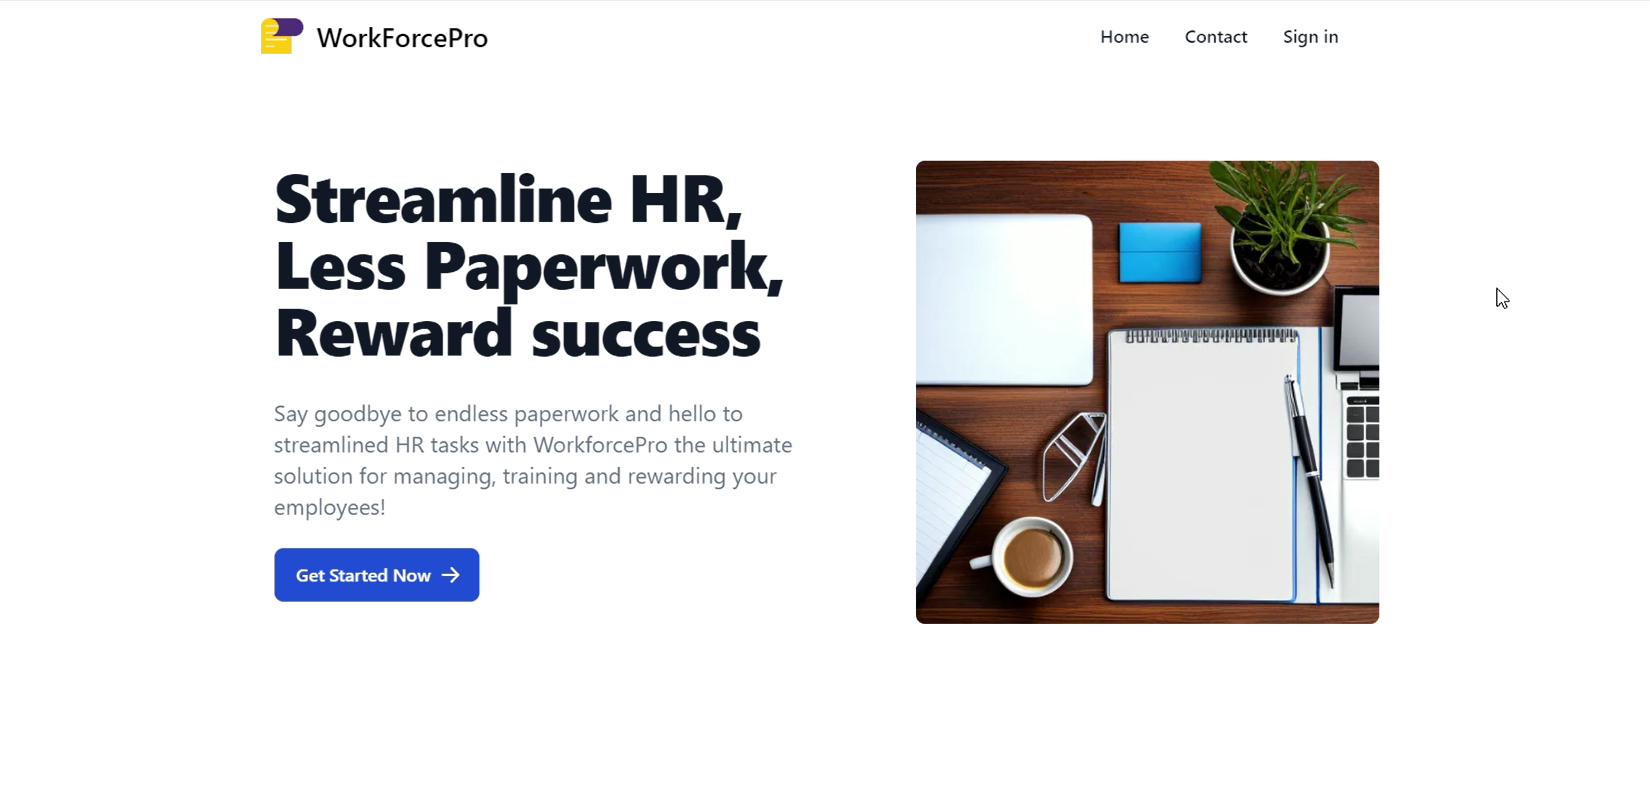 WorkForcePro
Home Contact Sign in
Streamline HR,
Less Paperwork,
Reward success
Say goodbye to endless paperwork and hello to
streamlined HR tasks with WorkforcePro the ultimate
solution for managing, training and rewarding your
employees!
Get Started Now